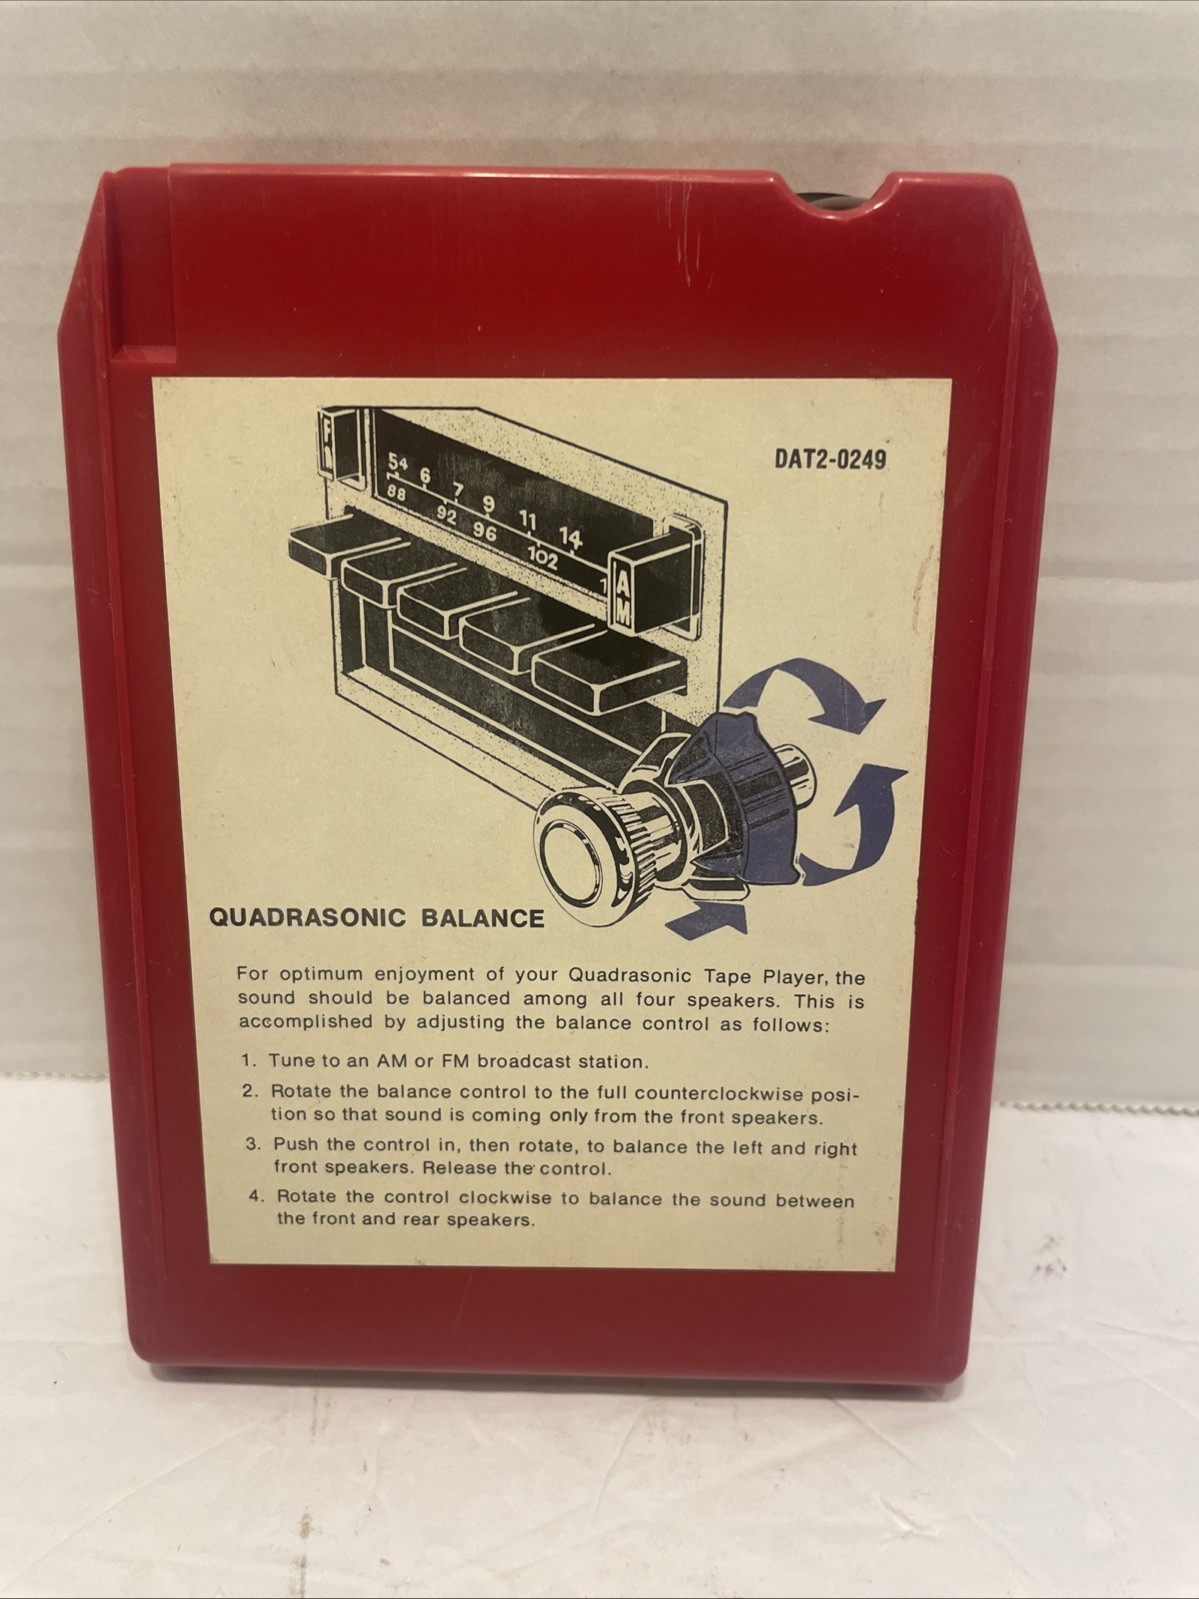 DAT2-0249
FM
54 6 7 9 11 14
88 92 96 102
AM
QUADRASONIC BALANCE
For optimum enjoyment of your Quadrasonic Tape Player, the
sound should be balanced among all four speakers. This is
accomplished by adjusting the balance control as follows:
1. Tune to an AM or FM broadcast station.
2. Rotate the balance control to the full counterclockwise posi-
tion so that sound is coming only from the front speakers.
3. Push the control in, then rotate, to balance the left and right
front speakers. Release the control.
4. Rotate the control clockwise to balance the sound between
the front and rear speakers.